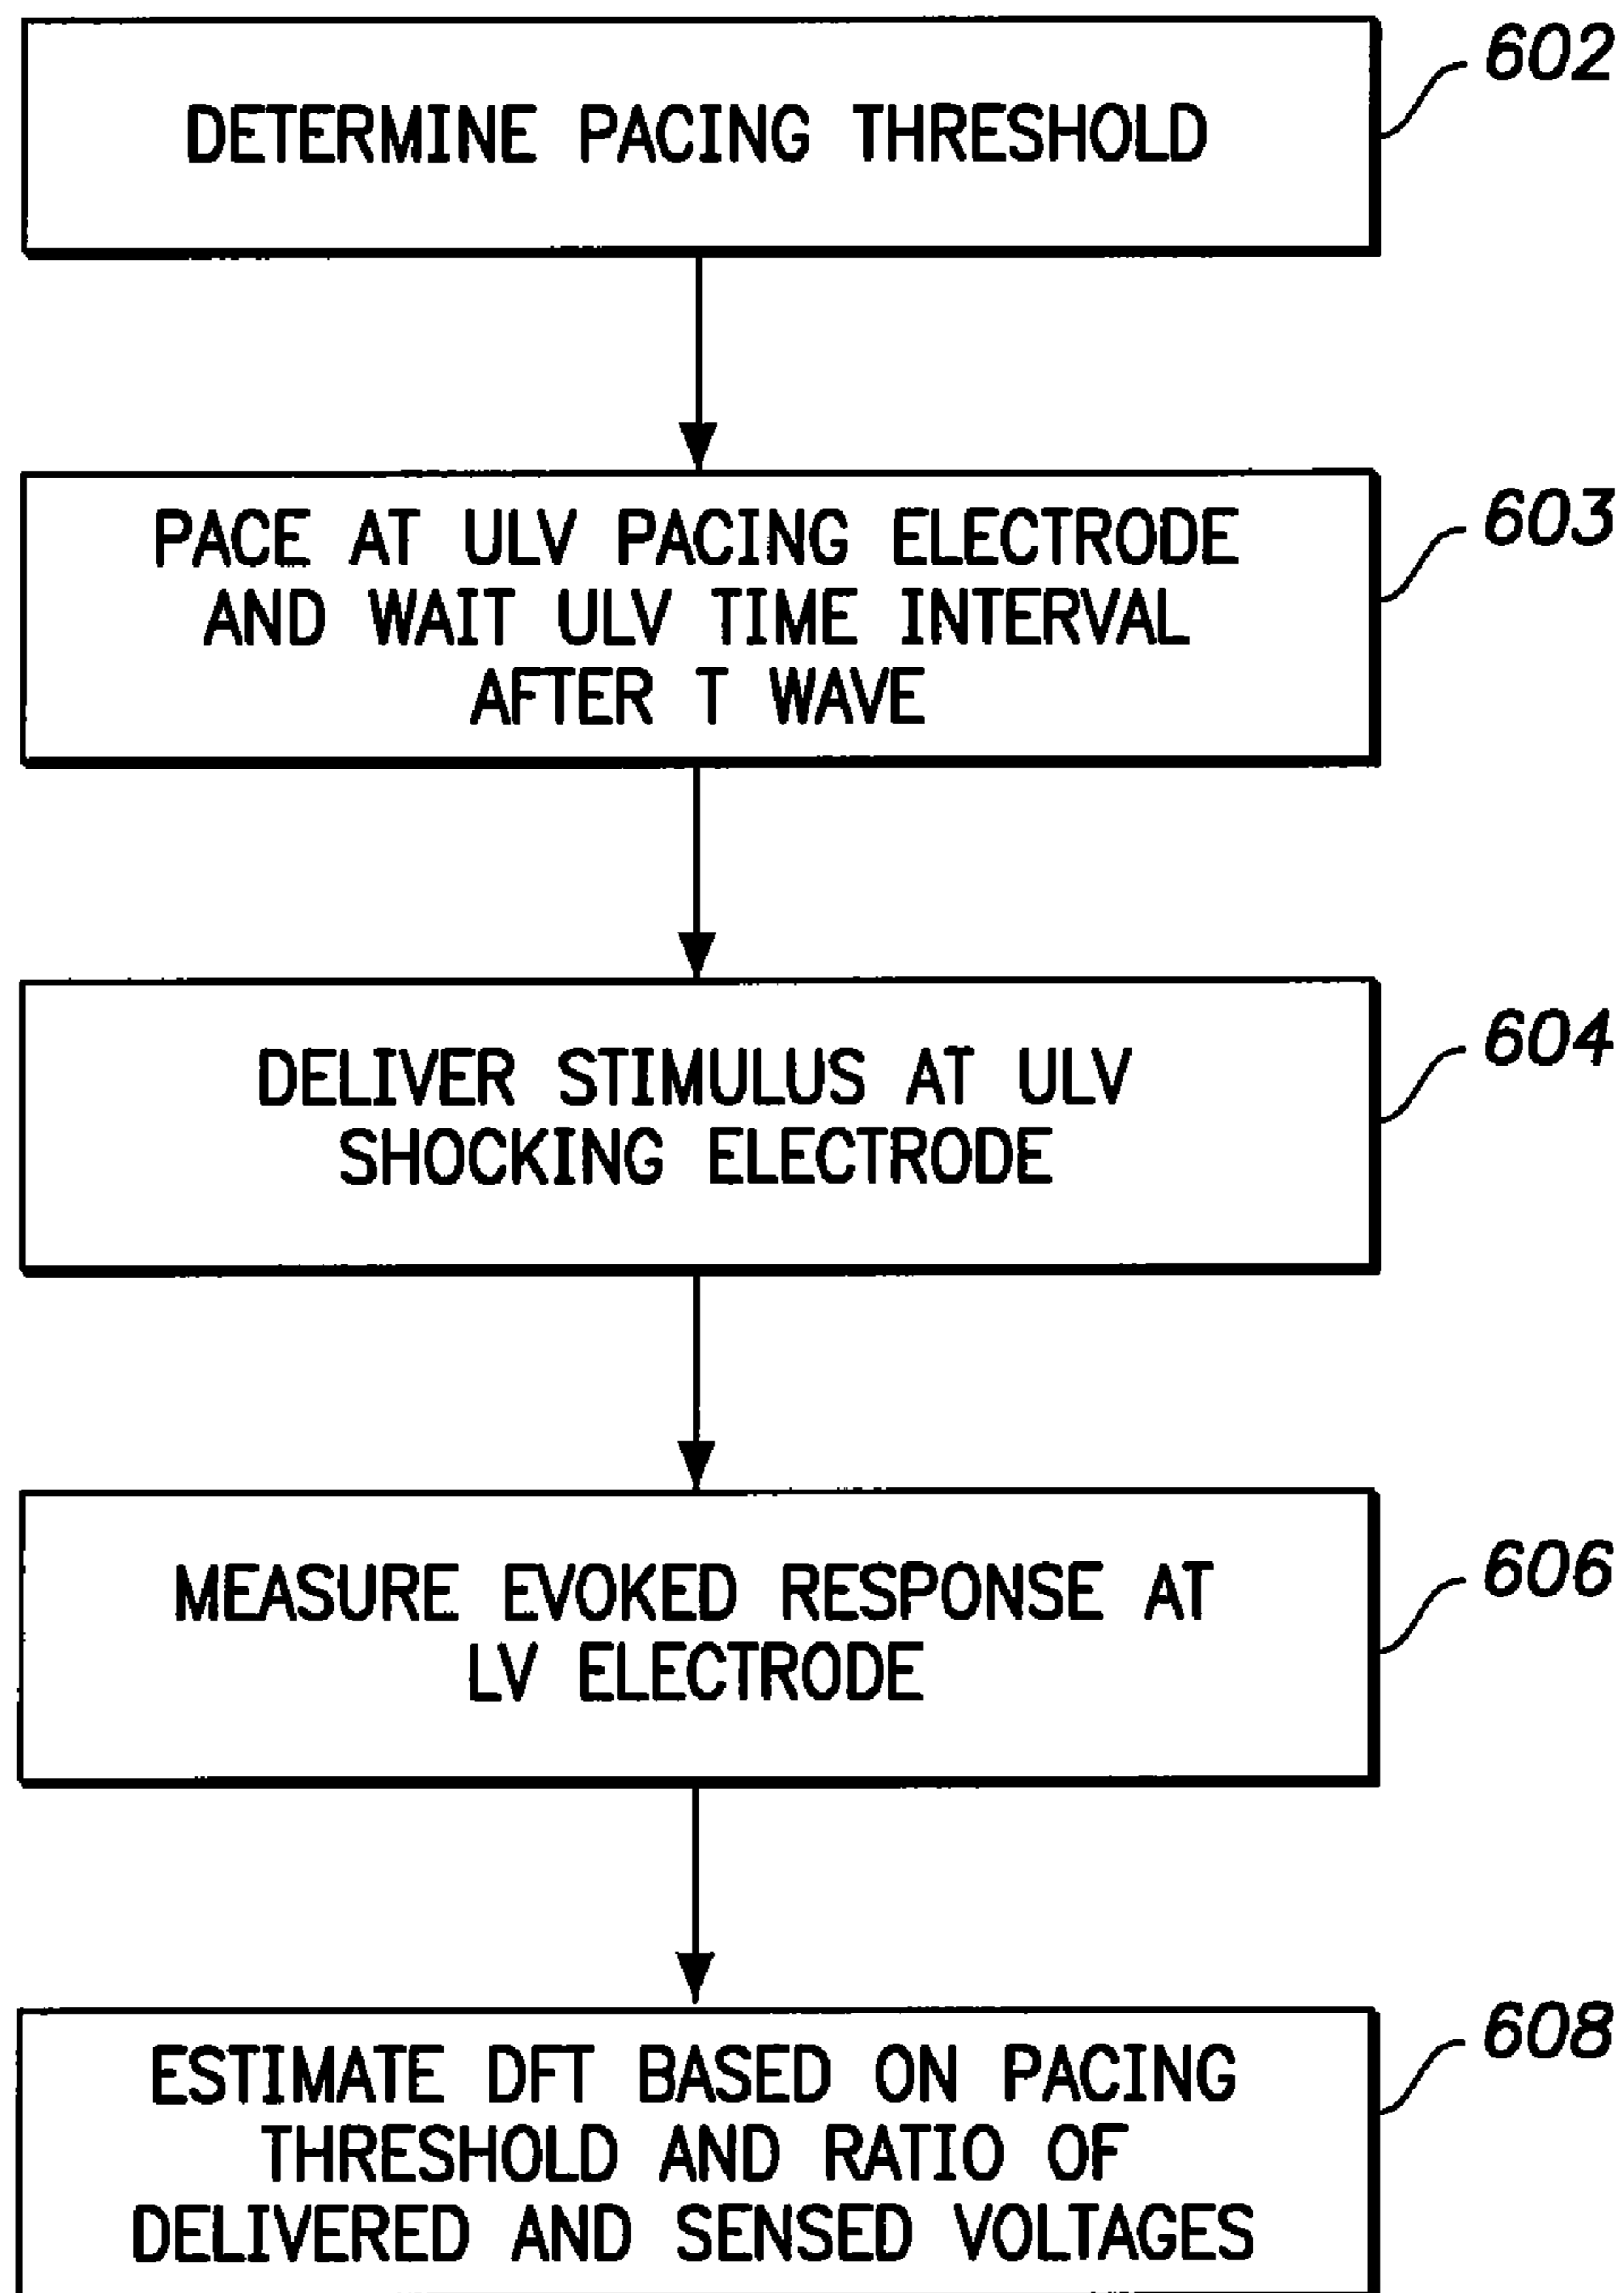 602
DETERMINE PACING THRESHOLD
603
PACE AT ULV PACING ELECTRODE
AND WAIT ULV TIME INTERVAL
AFTER T WAVE
604
DELIVER STIMULUS AT ULV
SHOCKING ELECTRODE
606
MEASURE EVOKED RESPONSE AT
LV ELECTRODE
608
ESTIMATE DFT BASED ON PACING
THRESHOLD AND RATIO OF
DELIVERED AND SENSED VOLTAGES